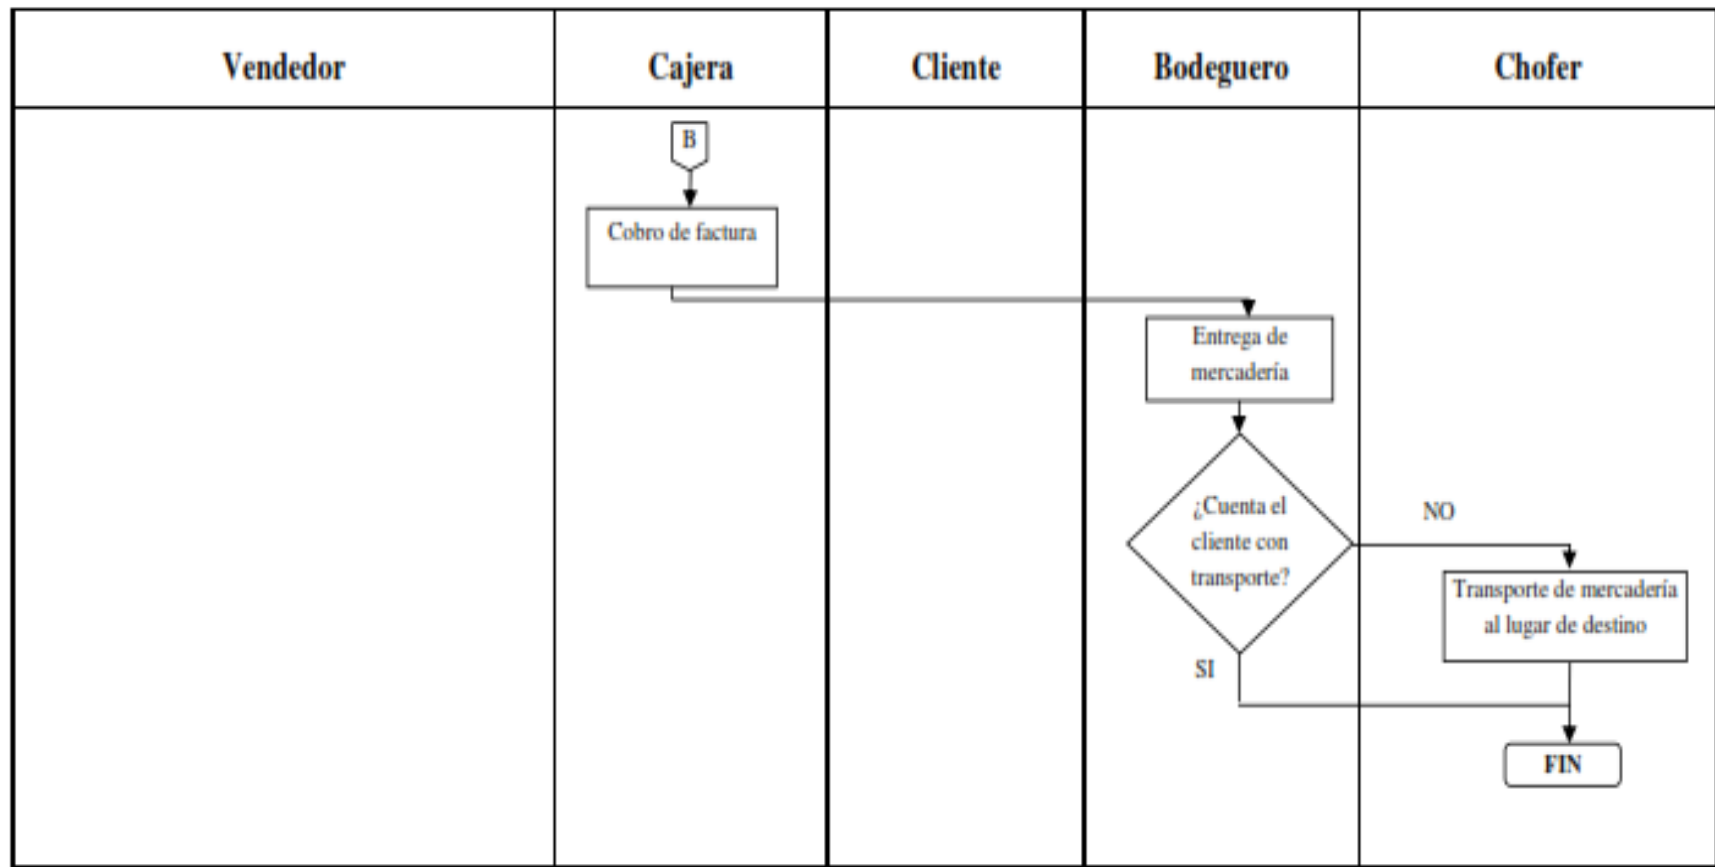 Vendedor
Cajera
Cliente
Bodeguero
Chofer
B
Cobro de factura
Entrega de
mercadería
¿Cuenta el
cliente con
transporte?
NO
Transporte de mercadería
al lugar de destino
SI
FIN